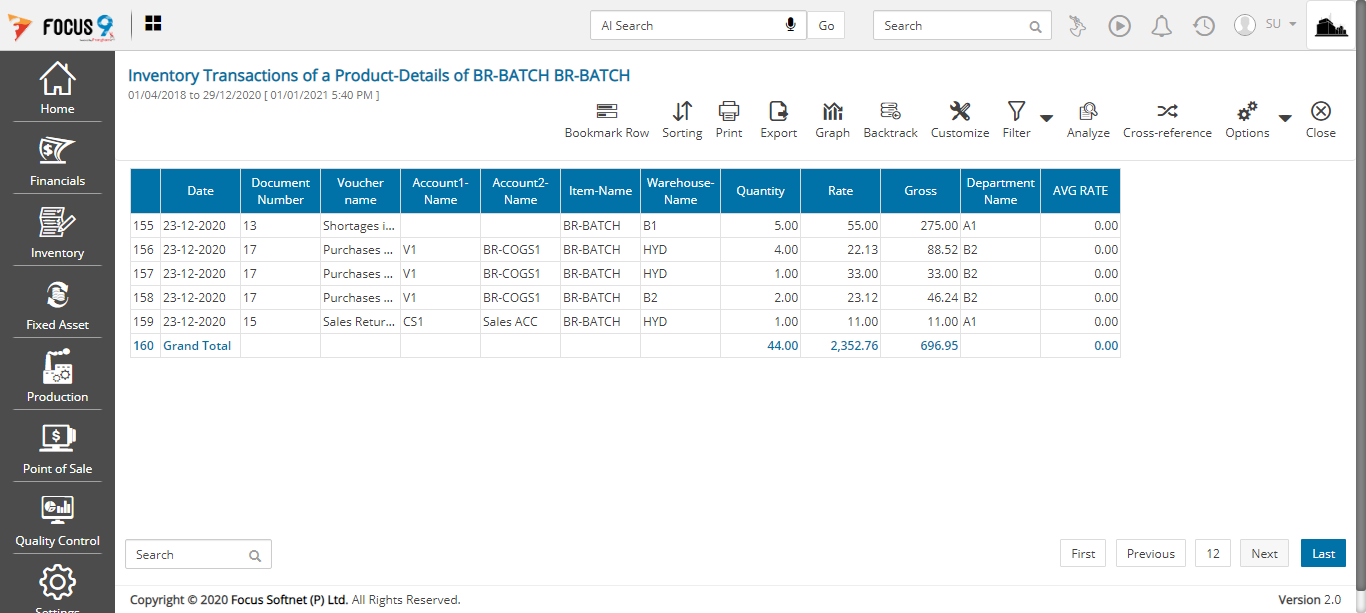 FOCUS 9
AI Search
Go
Search
SU
Home
Financials
Inventory
Fixed Asset
Production
Point of Sale
Quality Control
Settings
Inventory Transactions of a Product-Details of BR-BATCH BR-BATCH
01/04/2018 to 29/12/2020 [ 01/01/2021 5:40 PM ]
Bookmark Row Sorting Print Export Graph Backtrack Customize Filter Analyze Cross-reference Options Close
Date Document Number Voucher name Account1-Name Account2-Name Item-Name Warehouse-Name Quantity Rate Gross Department Name AVG RATE
155 23-12-2020 13 Shortages i... BR-BATCH B1 5.00 55.00 275.00 A1 0.00
156 23-12-2020 17 Purchases ... V1 BR-COGS1 BR-BATCH HYD 4.00 22.13 88.52 B2 0.00
157 23-12-2020 17 Purchases ... V1 BR-COGS1 BR-BATCH HYD 1.00 33.00 33.00 B2 0.00
158 23-12-2020 17 Purchases ... V1 BR-COGS1 BR-BATCH B2 2.00 23.12 46.24 B2 0.00
159 23-12-2020 15 Sales Retur... CS1 Sales ACC BR-BATCH HYD 1.00 11.00 11.00 A1 0.00
160 Grand Total 44.00 2,352.76 696.95 0.00
Search
First Previous 12 Next Last
Copyright © 2020 Focus Softnet (P) Ltd. All Rights Reserved.
Version 2.0